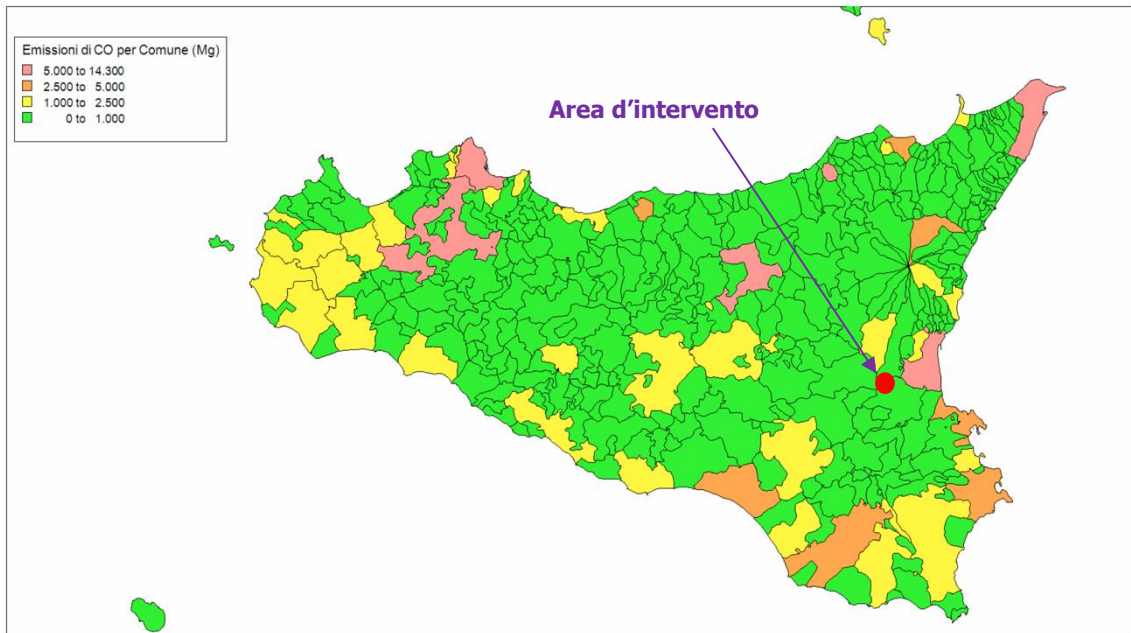 Emissioni di CO per Comune (Mg)
5.000 to 14.300
2.500 to 5.000
1.000 to 2.500
0 to 1.000
Area d’intervento